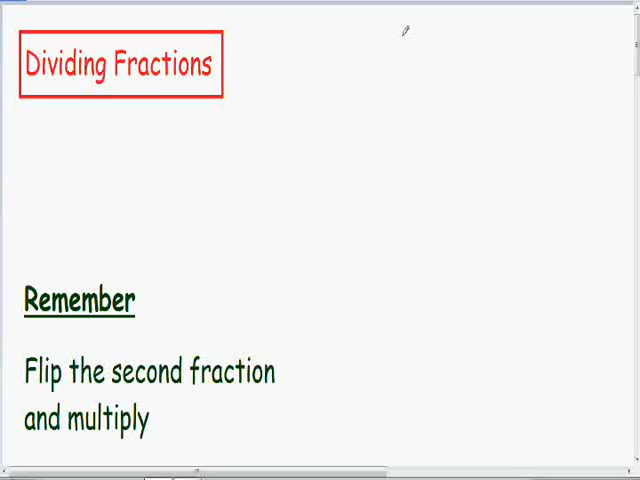 Dividing Fractions
Remember
Flip the second fraction
and multiply